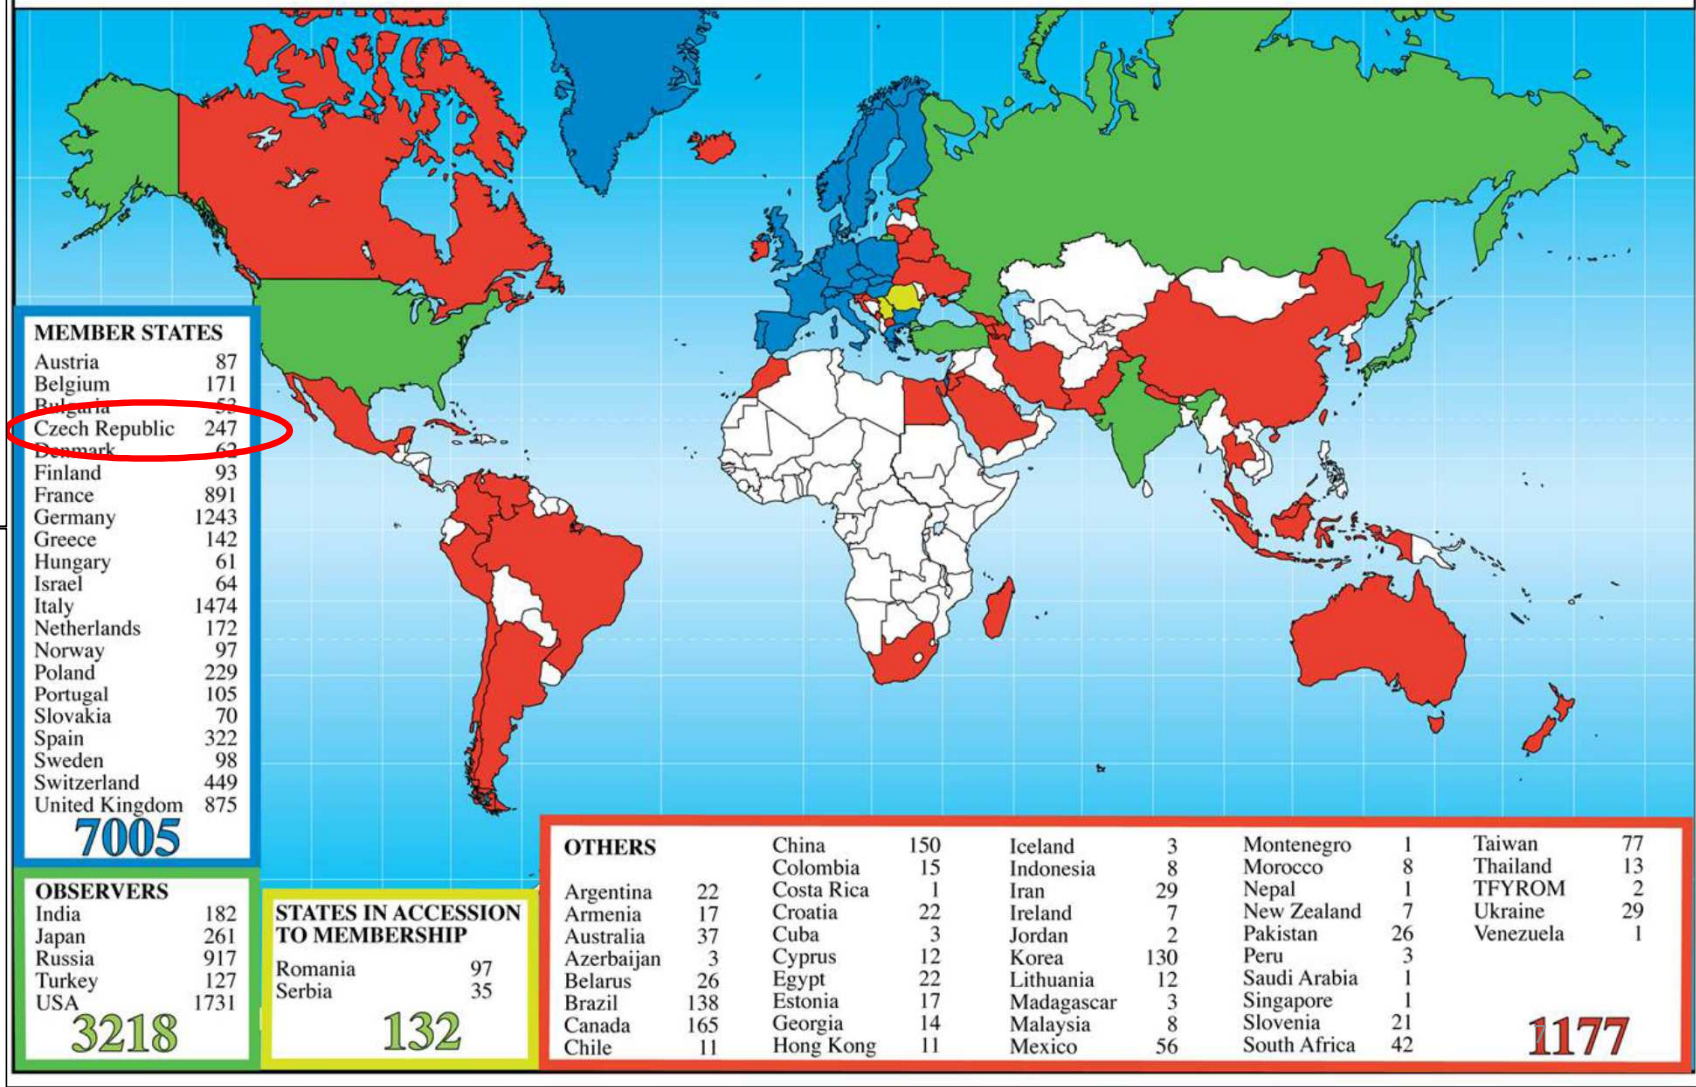 MEMBER STATES
Austria 87
Belgium 171
Bulgaria 53
Czech Republic 247
Denmark 62
Finland 93
France 891
Germany 1243
Greece 142
Hungary 61
Israel 64
Italy 1474
Netherlands 172
Norway 97
Poland 229
Portugal 105
Slovakia 70
Spain 322
Sweden 98
Switzerland 449
United Kingdom 875
7005
OBSERVERS
India 182
Japan 261
Russia 917
Turkey 127
USA 1731
3218
STATES IN ACCESSION
TO MEMBERSHIP
Romania 97
Serbia 35
132
OTHERS
Argentina 22
Armenia 17
Australia 37
Azerbaijan 3
Belarus 26
Brazil 138
Canada 165
Chile 11
China 150
Colombia 15
Costa Rica 1
Croatia 22
Cuba 3
Cyprus 12
Egypt 22
Estonia 17
Georgia 14
Hong Kong 11
Iceland 3
Indonesia 8
Iran 29
Ireland 7
Jordan 2
Korea 130
Lithuania 12
Madagascar 3
Malaysia 8
Mexico 56
Montenegro 1
Morocco 8
Nepal 1
New Zealand 7
Pakistan 26
Peru 3
Saudi Arabia 1
Singapore 1
Slovenia 21
South Africa 42
Taiwan 77
Thailand 13
TFYROM 2
Ukraine 29
Venezuela 1
1177